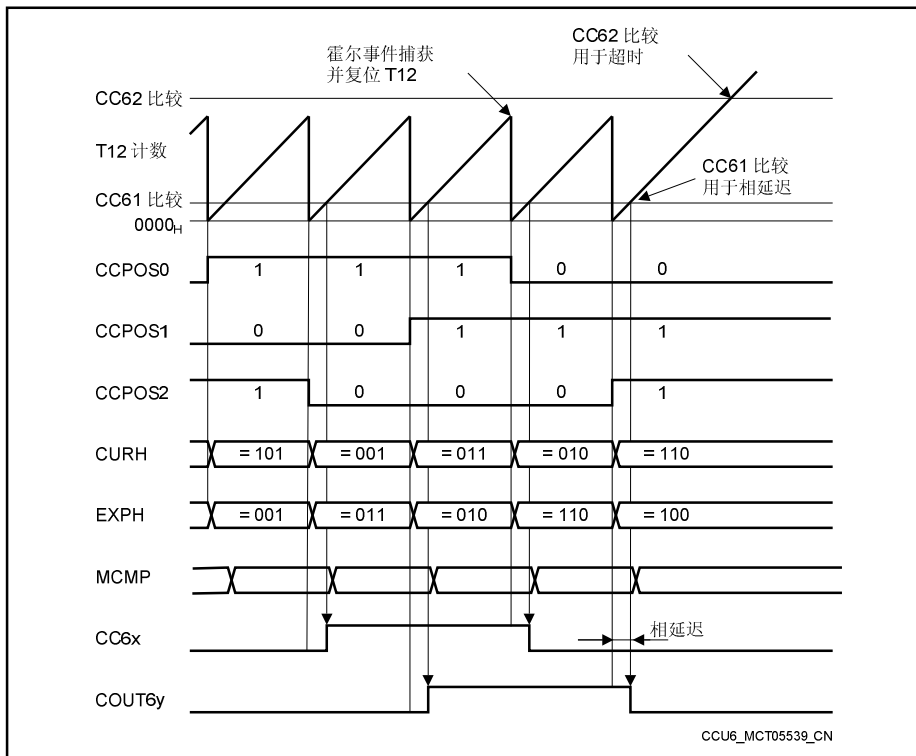 霍尔事件捕获
并复位 T12
CC62 比较
用于超时
CC62 比较
T12 计数
CC61 比较
用于相延迟
CC61 比较
0000H
CCPOS0 1 1 1 0 0
CCPOS1 0 0 1 1 1
CCPOS2 1 0 0 0 1
CURH = 101 = 001 = 011 = 010 = 110
EXPH = 001 = 011 = 010 = 110 = 100
MCMP
CC6x
相延迟
COUT6y
CCU6_MCT05539_CN